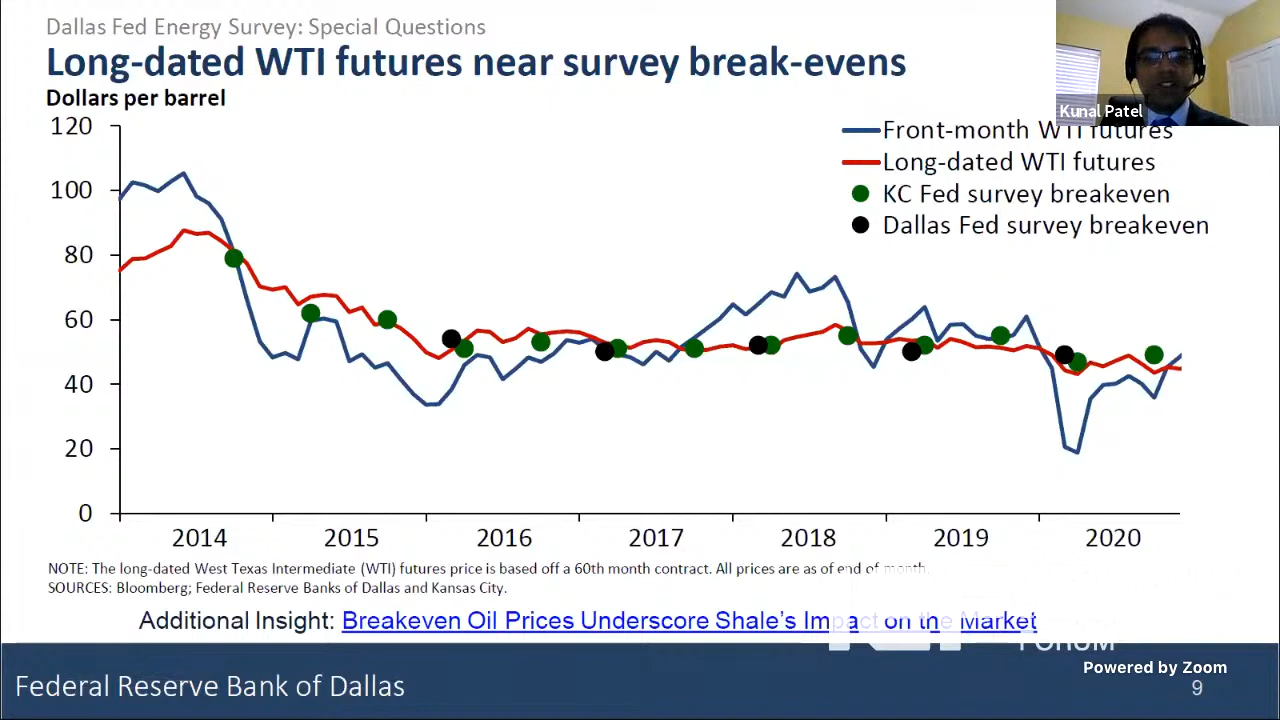 Dallas Fed Energy Survey: Special Questions
Long-dated WTI futures near survey break-evens
Dollars per barrel
Kunal Patel
Front-month WTI futures
Long-dated WTI futures
KC Fed survey breakeven
Dallas Fed survey breakeven
120
100
80
60
40
20
0
2014 2015 2016 2017 2018 2019 2020
NOTE: The long-dated West Texas Intermediate (WTI) futures price is based off a 60th month contract. All prices are as of end of month.
SOURCES: Bloomberg; Federal Reserve Banks of Dallas and Kansas City.
Additional Insight: Breakeven Oil Prices Underscore Shale's Impact on the Market
FORUM
Powered by Zoom
Federal Reserve Bank of Dallas
9